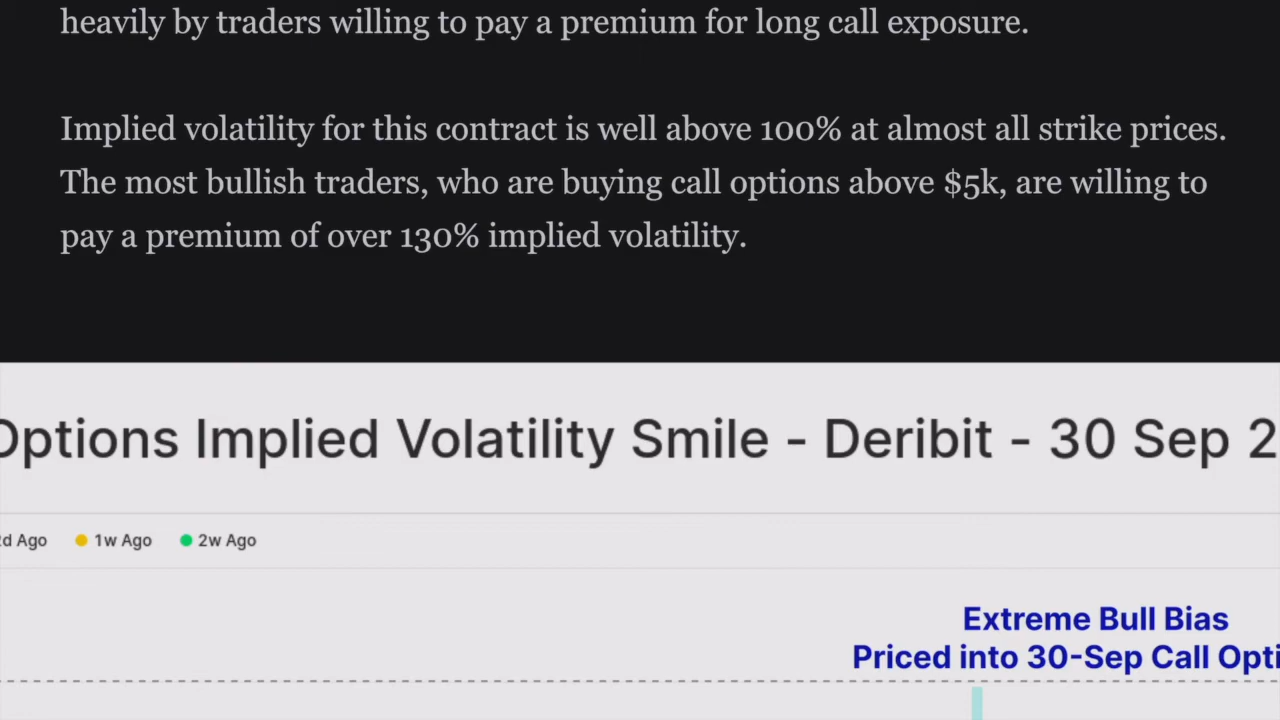 heavily by traders willing to pay a premium for long call exposure.
Implied volatility for this contract is well above 100% at almost all strike prices.
The most bullish traders, who are buying call options above $5k, are willing to
pay a premium of over 130% implied volatility.
Options Implied Volatility Smile - Deribit - 30 Sep 2
d Ago 1w Ago 2w Ago
Extreme Bull Bias
Priced into 30-Sep Call Opti